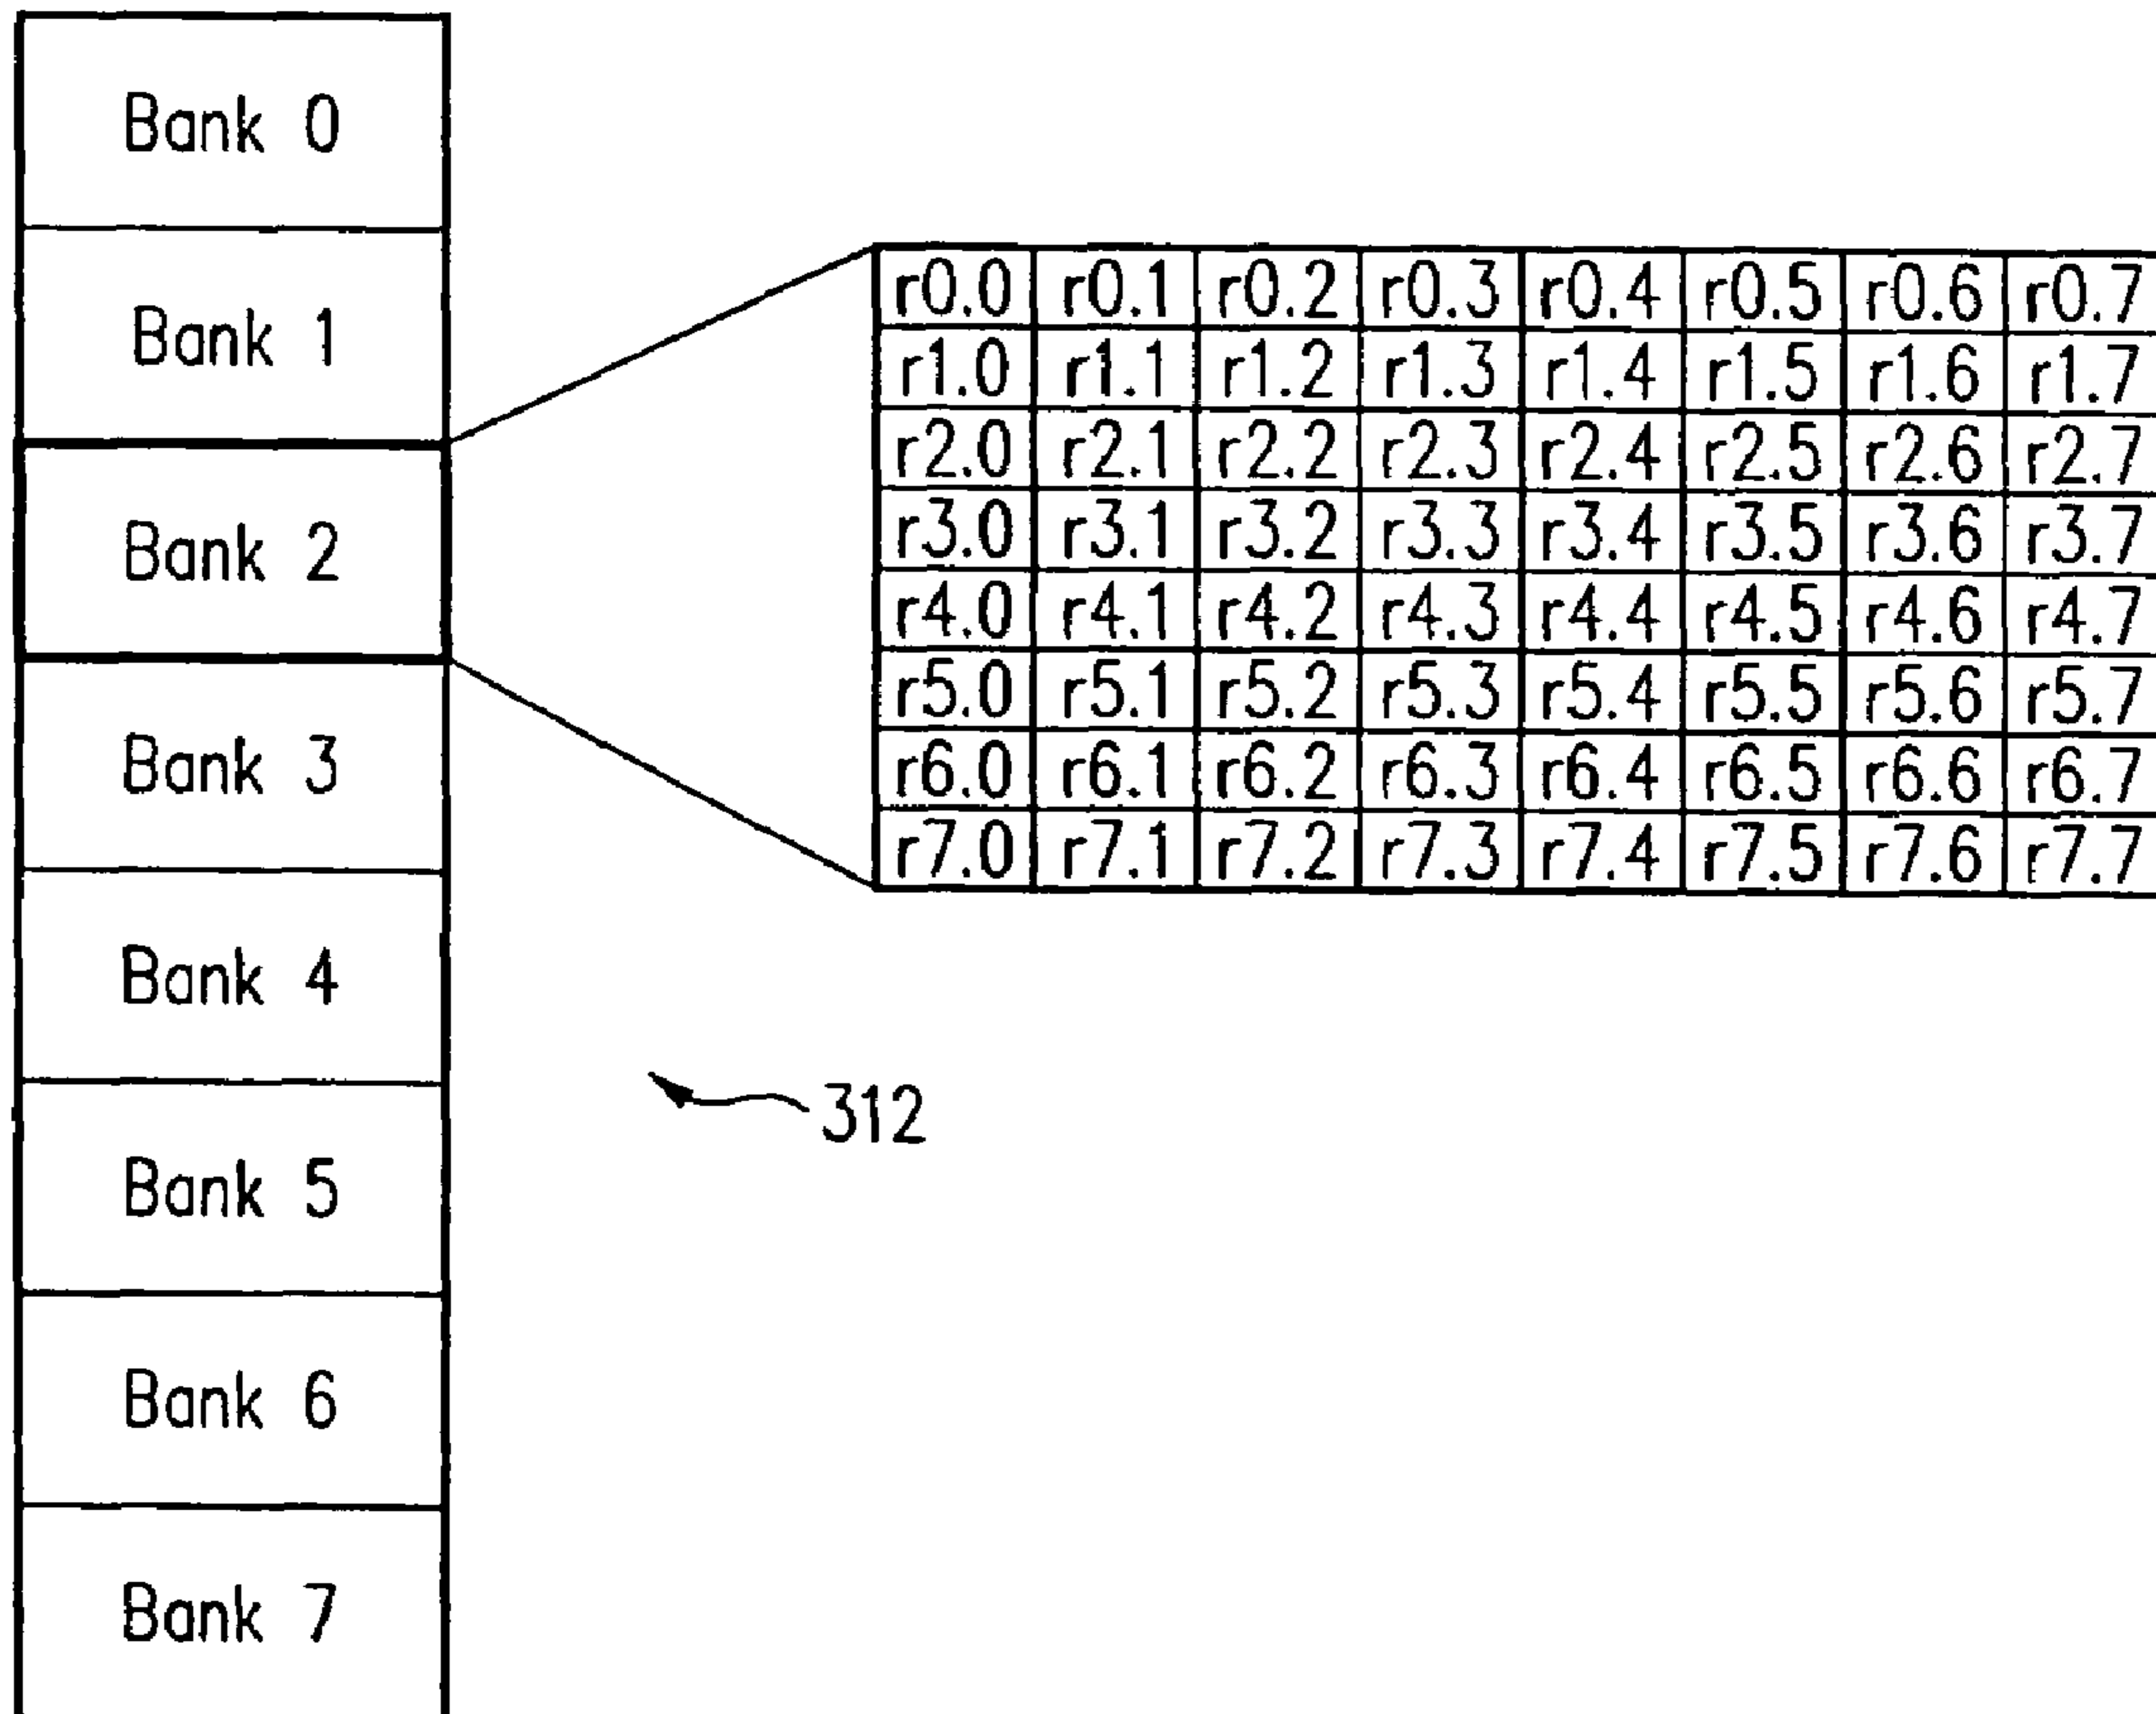 Bank 0
Bank 1
Bank 2
Bank 3
Bank 4
Bank 5
Bank 6
Bank 7
r0.0 r0.1 r0.2 r0.3 r0.4 r0.5 r0.6 r0.7
r1.0 r1.1 r1.2 r1.3 r1.4 r1.5 r1.6 r1.7
r2.0 r2.1 r2.2 r2.3 r2.4 r2.5 r2.6 r2.7
r3.0 r3.1 r3.2 r3.3 r3.4 r3.5 r3.6 r3.7
r4.0 r4.1 r4.2 r4.3 r4.4 r4.5 r4.6 r4.7
r5.0 r5.1 r5.2 r5.3 r5.4 r5.5 r5.6 r5.7
r6.0 r6.1 r6.2 r6.3 r6.4 r6.5 r6.6 r6.7
r7.0 r7.1 r7.2 r7.3 r7.4 r7.5 r7.6 r7.7
312